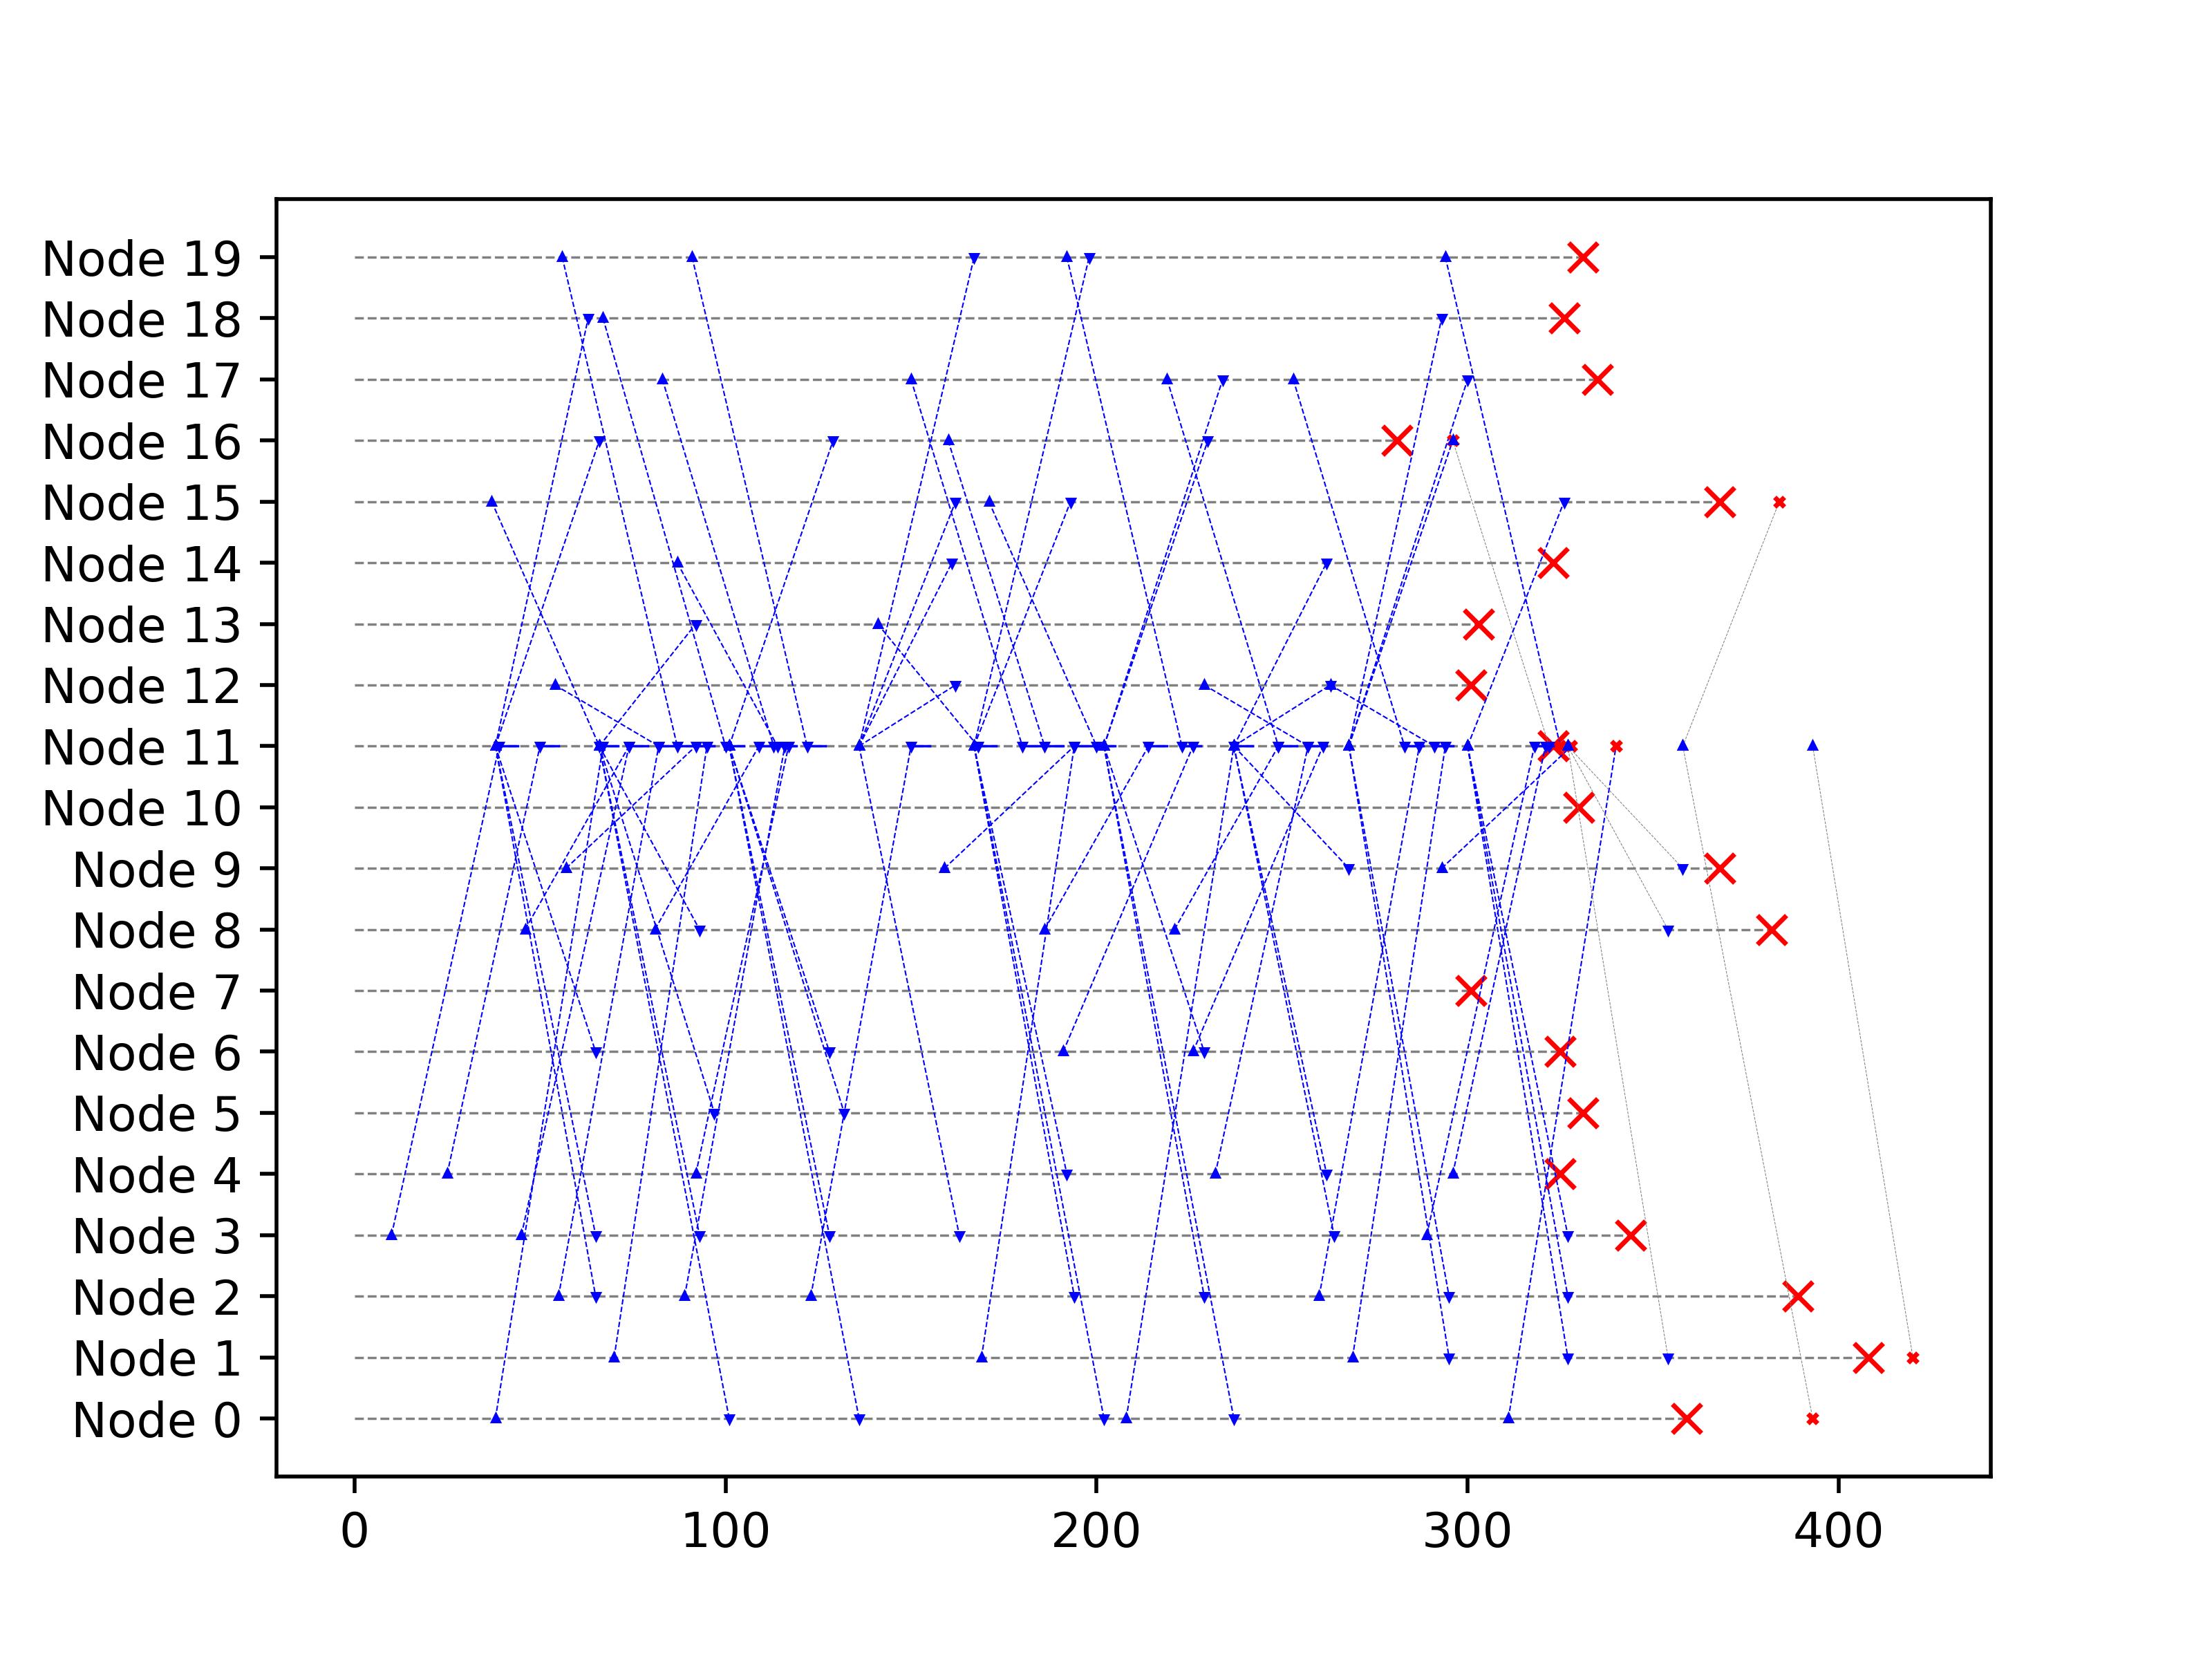 Node 19
Node 18
Node 17
Node 16
Node 15
Node 14
Node 13
Node 12
Node 11
Node 10
Node 9
Node 8
Node 7
Node 6
Node 5
Node 4
Node 3
Node 2
Node 1
Node 0
0 100 200 300 400